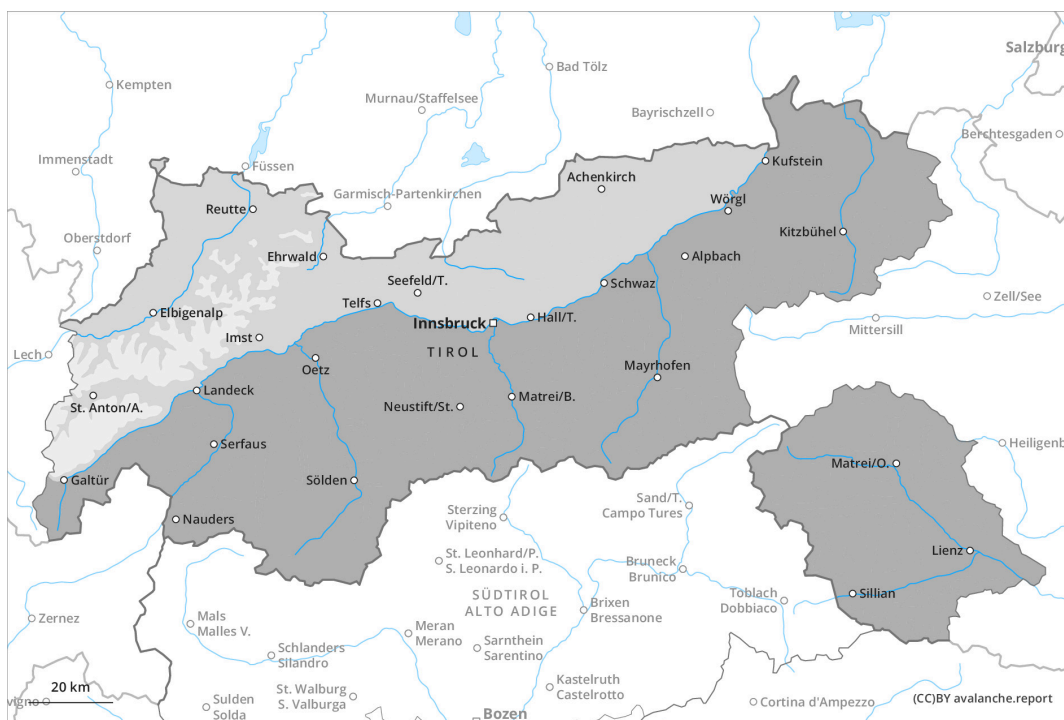 Salzburg
Kempten
Bad Tölz
Murnau/Staffelsee
Bayrischzell
Berchtesgaden
Immenstadt
Füssen
Kufstein
Achenkirch
Garmisch-Partenkirchen
Reutte
Wörgl
Oberstdorf
Kitzbühel
Ehrwald
Alpbach
Seefeld/T.
Schwaz
Zell/See
Telfs
Elbigenalp
Hall/T.
Innsbruck
Mittersill
Imst
Lech
TIROL
Oetz
Mayrhofen
Landeck
St. Anton/A.
Matrei/B.
Neustift/St.
Serfaus
Heiligenb
Matrei/O.
Galtür
Sölden
Sand/T.
Campo Tures
Sterzing
Vipiteno
Nauders
Lienz
St. Leonhard/P.
S. Leonardo i. P.
Bruneck
Brunico
SÜDTIROL
ALTO ADIGE
Sillian
Toblach
Dobbiaco
Brixen
Bressanone
Zernez
Mals
Malles V.
Meran
Merano
Sarnthein
Sarentino
Schlanders
Silandro
Kastelruth
Castelrotto
20 km
St. Walburg
S. Valburga
vigno
Sulden
Solda
Cortina d'Ampezzo
(CC)BY avalanche.report
Bozen